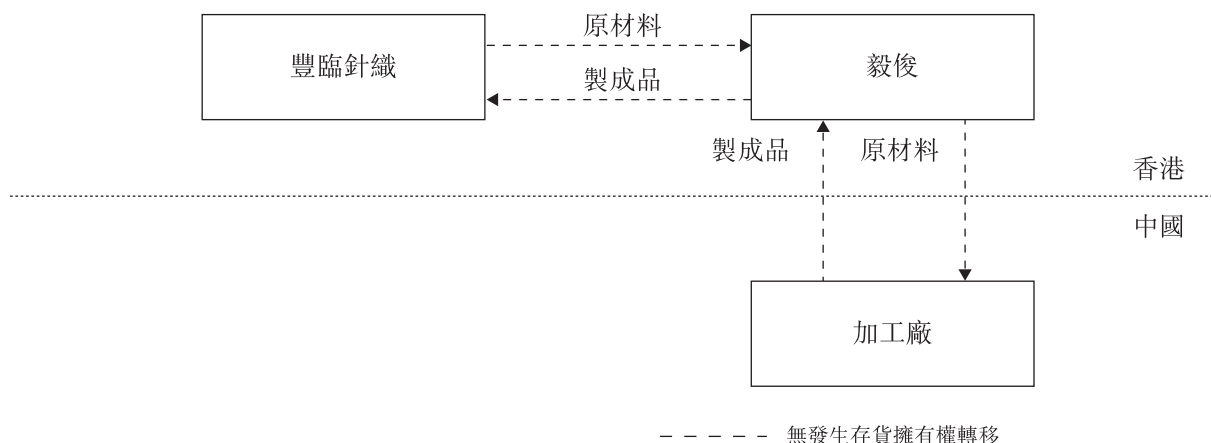 原材料
豐臨針織
毅俊
製成品
製成品
原材料
香港
中國
加工廠
無發生存貨擁有權轉移